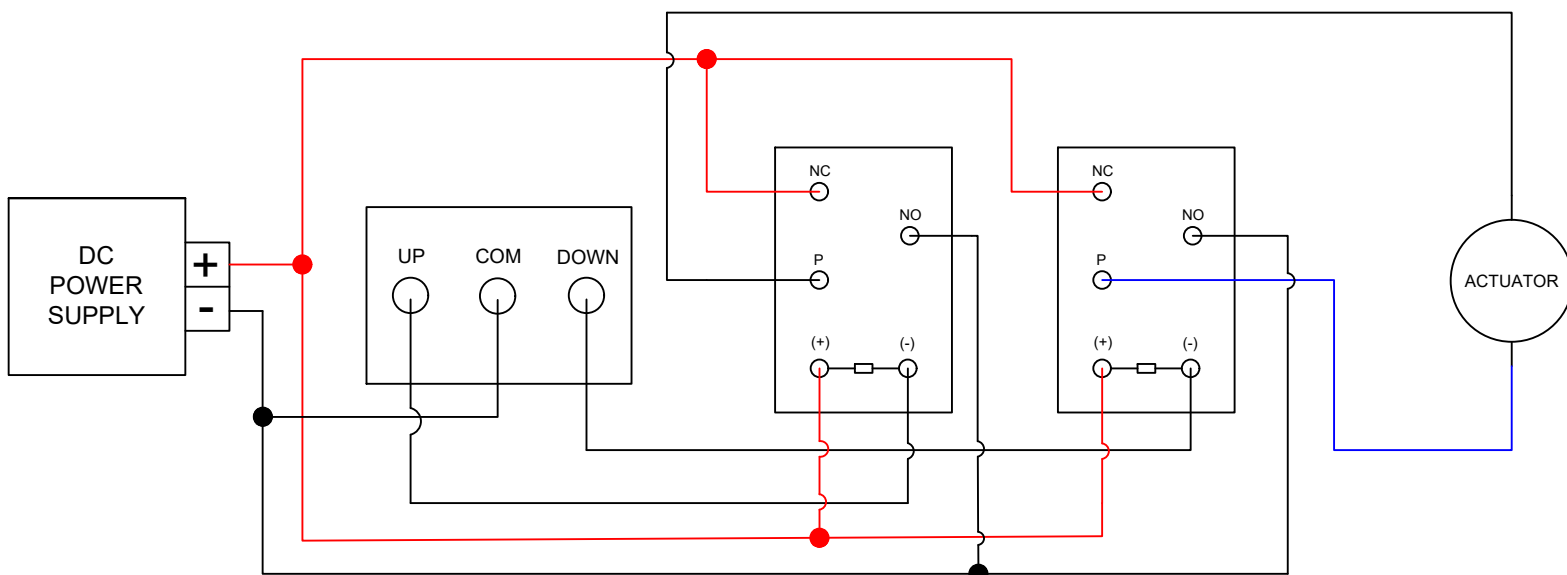 DC
POWER
SUPPLY
+
-
UP
COM
DOWN
NC
NO
P
(+)
(-)
NC
NO
P
(+)
(-)
ACTUATOR